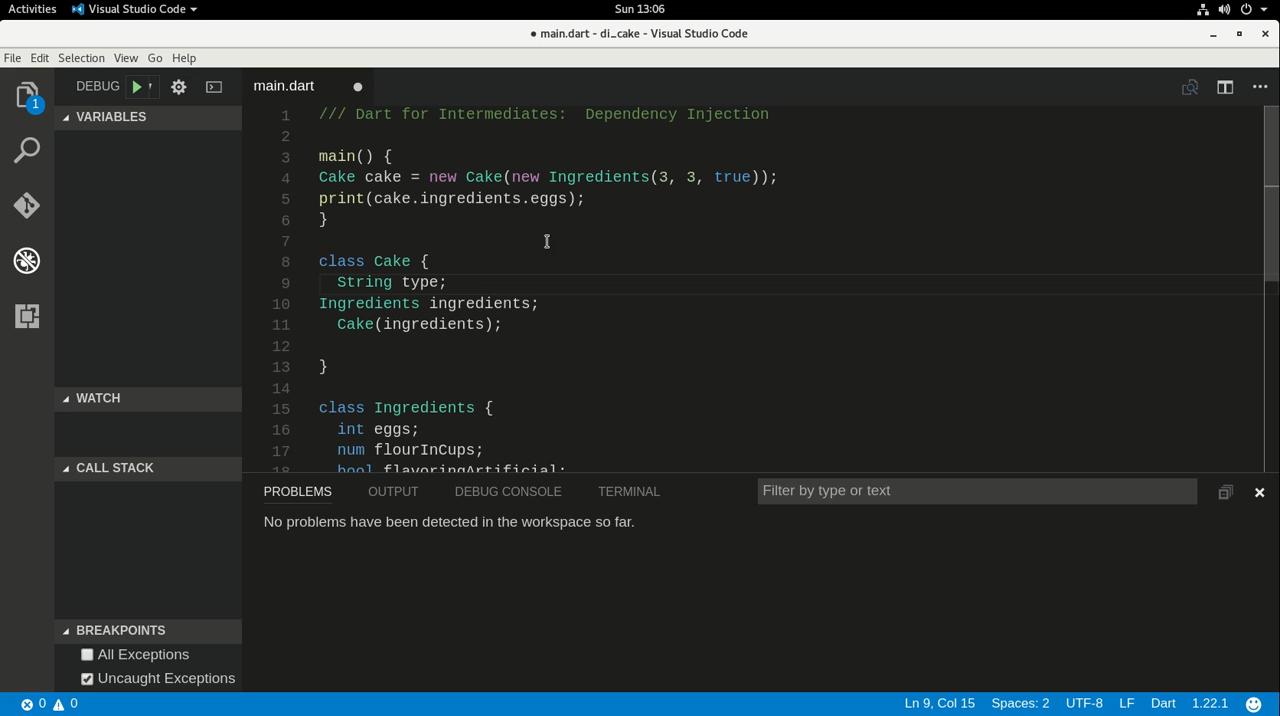 Activities Visual Studio Code Sun 13:06
● main.dart - di_cake - Visual Studio Code
File Edit Selection View Go Help
DEBUG
main.dart
VARIABLES
WATCH
CALL STACK
BREAKPOINTS
All Exceptions
Uncaught Exceptions
1
1 /// Dart for Intermediates:  Dependency Injection
2
3 main() {
4 Cake cake = new Cake(new Ingredients(3, 3, true));
5 print(cake.ingredients.eggs);
6 }
7
8 class Cake {
9   String type;
10 Ingredients ingredients;
11   Cake(ingredients);
12
13 }
14
15 class Ingredients {
16   int eggs;
17   num flourInCups;
18   bool flavoringArtificial;
PROBLEMS OUTPUT DEBUG CONSOLE TERMINAL Filter by type or text
No problems have been detected in the workspace so far.
0 0 Ln 9, Col 15 Spaces: 2 UTF-8 LF Dart 1.22.1